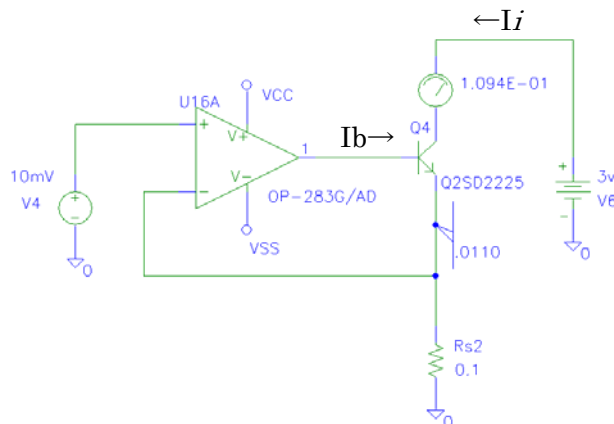 ←Ii
1.094E-01
U16A
VCC
Q4
+
V+
1
Ib→
10mV
+
−
V4
−
V−
OP-283G/AD
Q2SD2225
+
−
3v
V6
VSS
.0110
0
0
Rs2
0.1
0